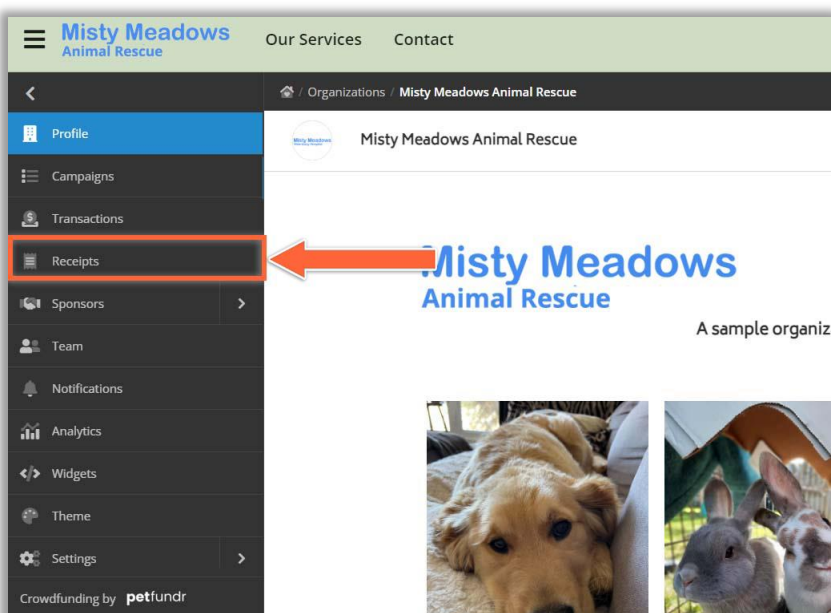 Misty Meadows
Animal Rescue
Our Services Contact
/ Organizations / Misty Meadows Animal Rescue
Profile
Misty Meadows Animal Rescue
Campaigns
Transactions
Receipts
Misty Meadows
Animal Rescue
Sponsors
A sample organiz
Team
Notifications
Analytics
Widgets
Theme
Settings
Crowdfunding by petfundr